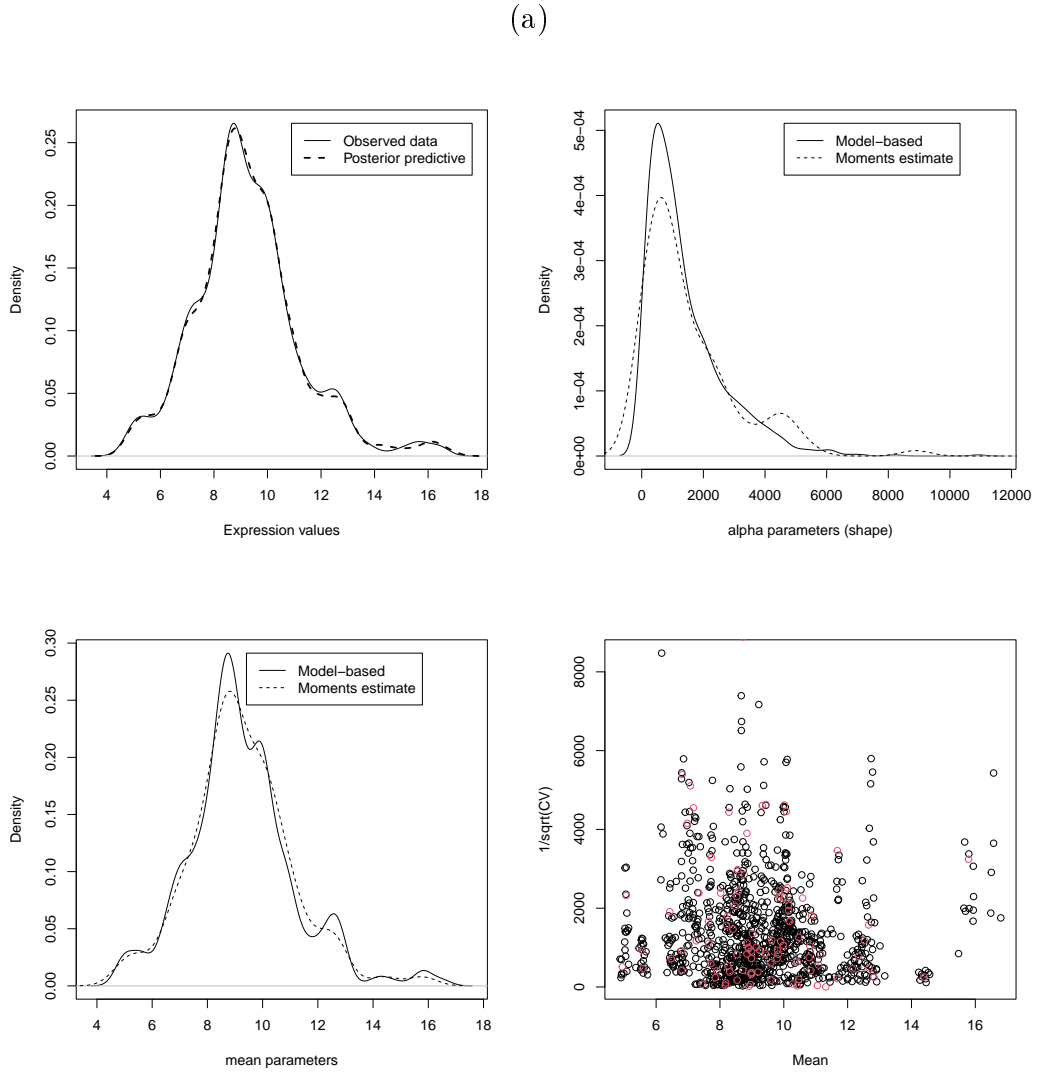 (a)
Observed data
Posterior predictive
Density
0.00
0.05
0.10
0.15
0.20
0.25
4 6 8 10 12 14 16 18
Expression values
Model−based
Moments estimate
Density
0e+00
1e−04
2e−04
3e−04
4e−04
5e−04
0 2000 4000 6000 8000 10000 12000
alpha parameters (shape)
Model−based
Moments estimate
Density
0.00
0.05
0.10
0.15
0.20
0.25
0.30
4 6 8 10 12 14 16 18
mean parameters
1/sqrt(CV)
0
2000
4000
6000
8000
6 8 10 12 14 16
Mean